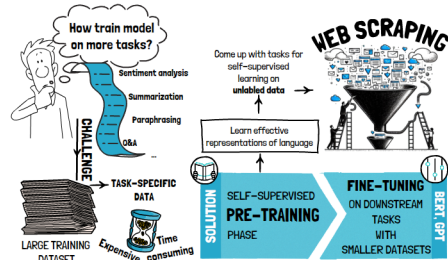 How train model
on more tasks?
Sentiment analysis
Summarization
Paraphrasing
Q&A
...
CHALLENGE
TASK-SPECIFIC
DATA
LARGE TRAINING
DATASET
Expensive
Time
consuming
Come up with tasks for
self-supervised
learning on
unlabled data
WEB SCRAPING
Learn effective
representations of language
SOLUTION
SELF-SUPERVISED
PRE-TRAINING
PHASE
FINE-TUNING
ON DOWNSTREAM
TASKS
WITH
SMALLER DATASETS
BERT, GPT